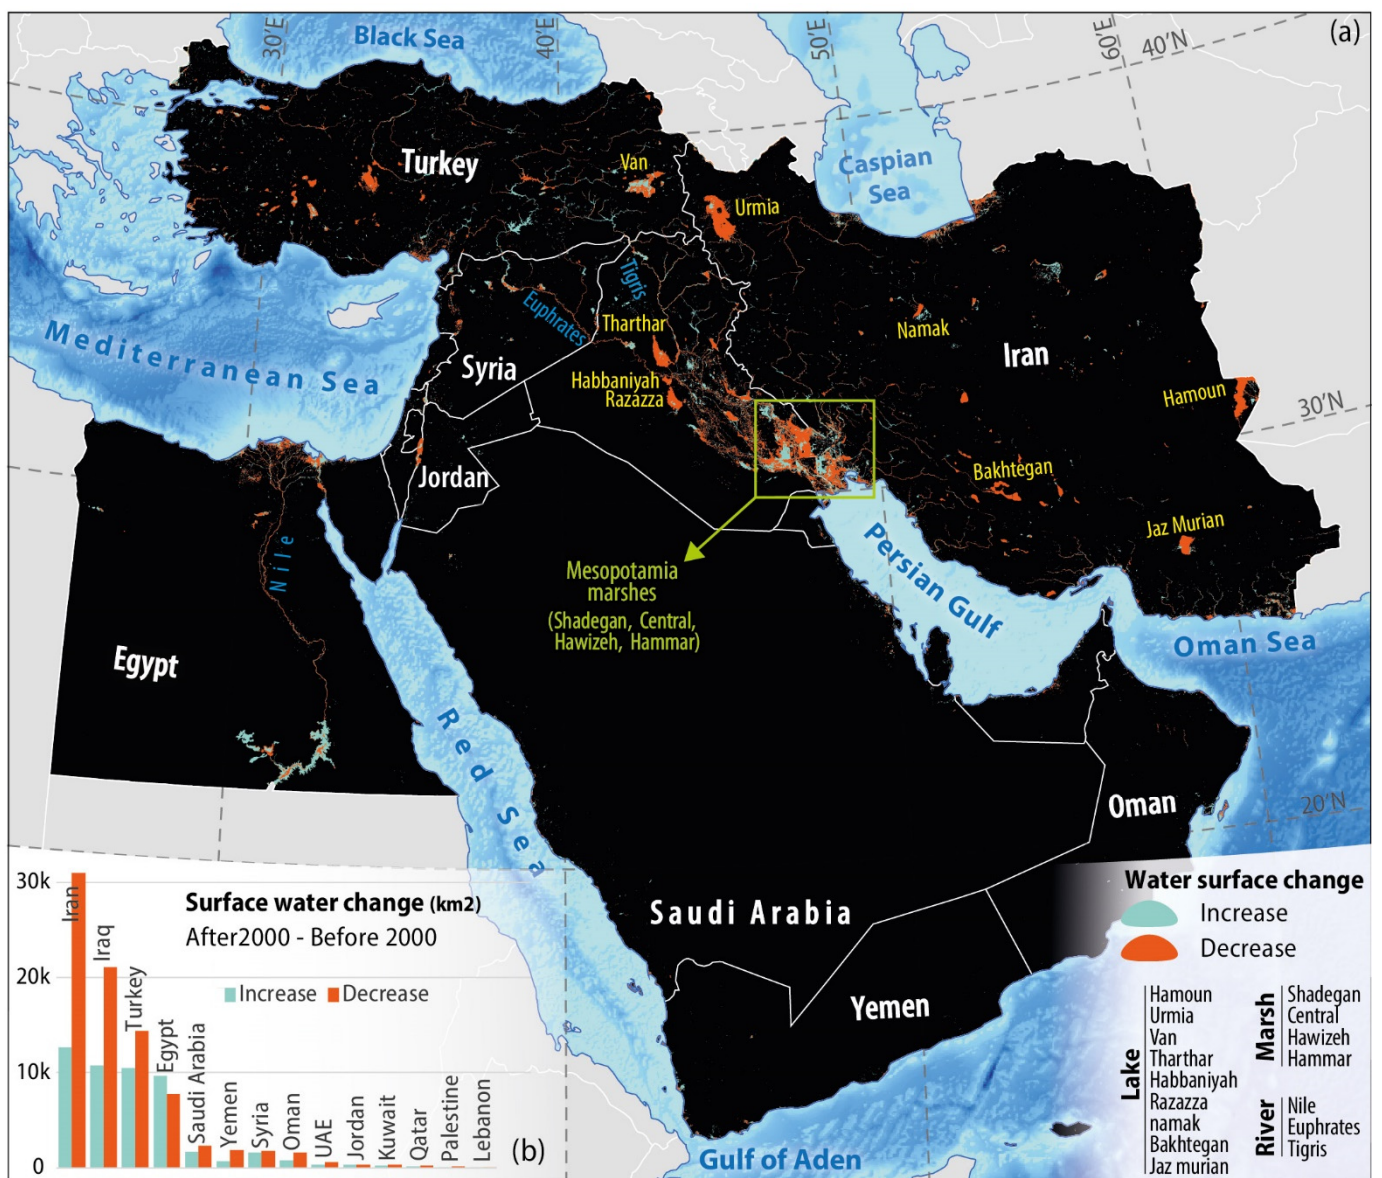 (a)
30'E
40'E
50'E
60'E
40'N
Black Sea
Caspian
Sea
Turkey
Van
Urmia
Tigris
Euphrates
Tharthar
Namak
Iran
Mediterranean Sea
Syria
Habbaniyah
Razazza
Hamoun
30'N
Jordan
Bakhtegan
Jaz Murian
Nile
Persian Gulf
Mesopotamia
marshes
(Shadegan, Central,
Hawizeh, Hammar)
Oman Sea
Egypt
Red Sea
Oman
20'N
Saudi Arabia
Yemen
Gulf of Aden
30k
20k
10k
0
Surface water change (km2)
After2000 - Before 2000
Increase
Decrease
Iran
Iraq
Turkey
Egypt
Saudi Arabia
Yemen
Syria
Oman
UAE
Jordan
Kuwait
Qatar
Palestine
Lebanon
(b)
Water surface change
Increase
Decrease
Lake
Hamoun
Urmia
Van
Tharthar
Habbaniyah
Razazza
namak
Bakhtegan
Jaz murian
Marsh
Shadegan
Central
Hawizeh
Hammar
River
Nile
Euphrates
Tigris